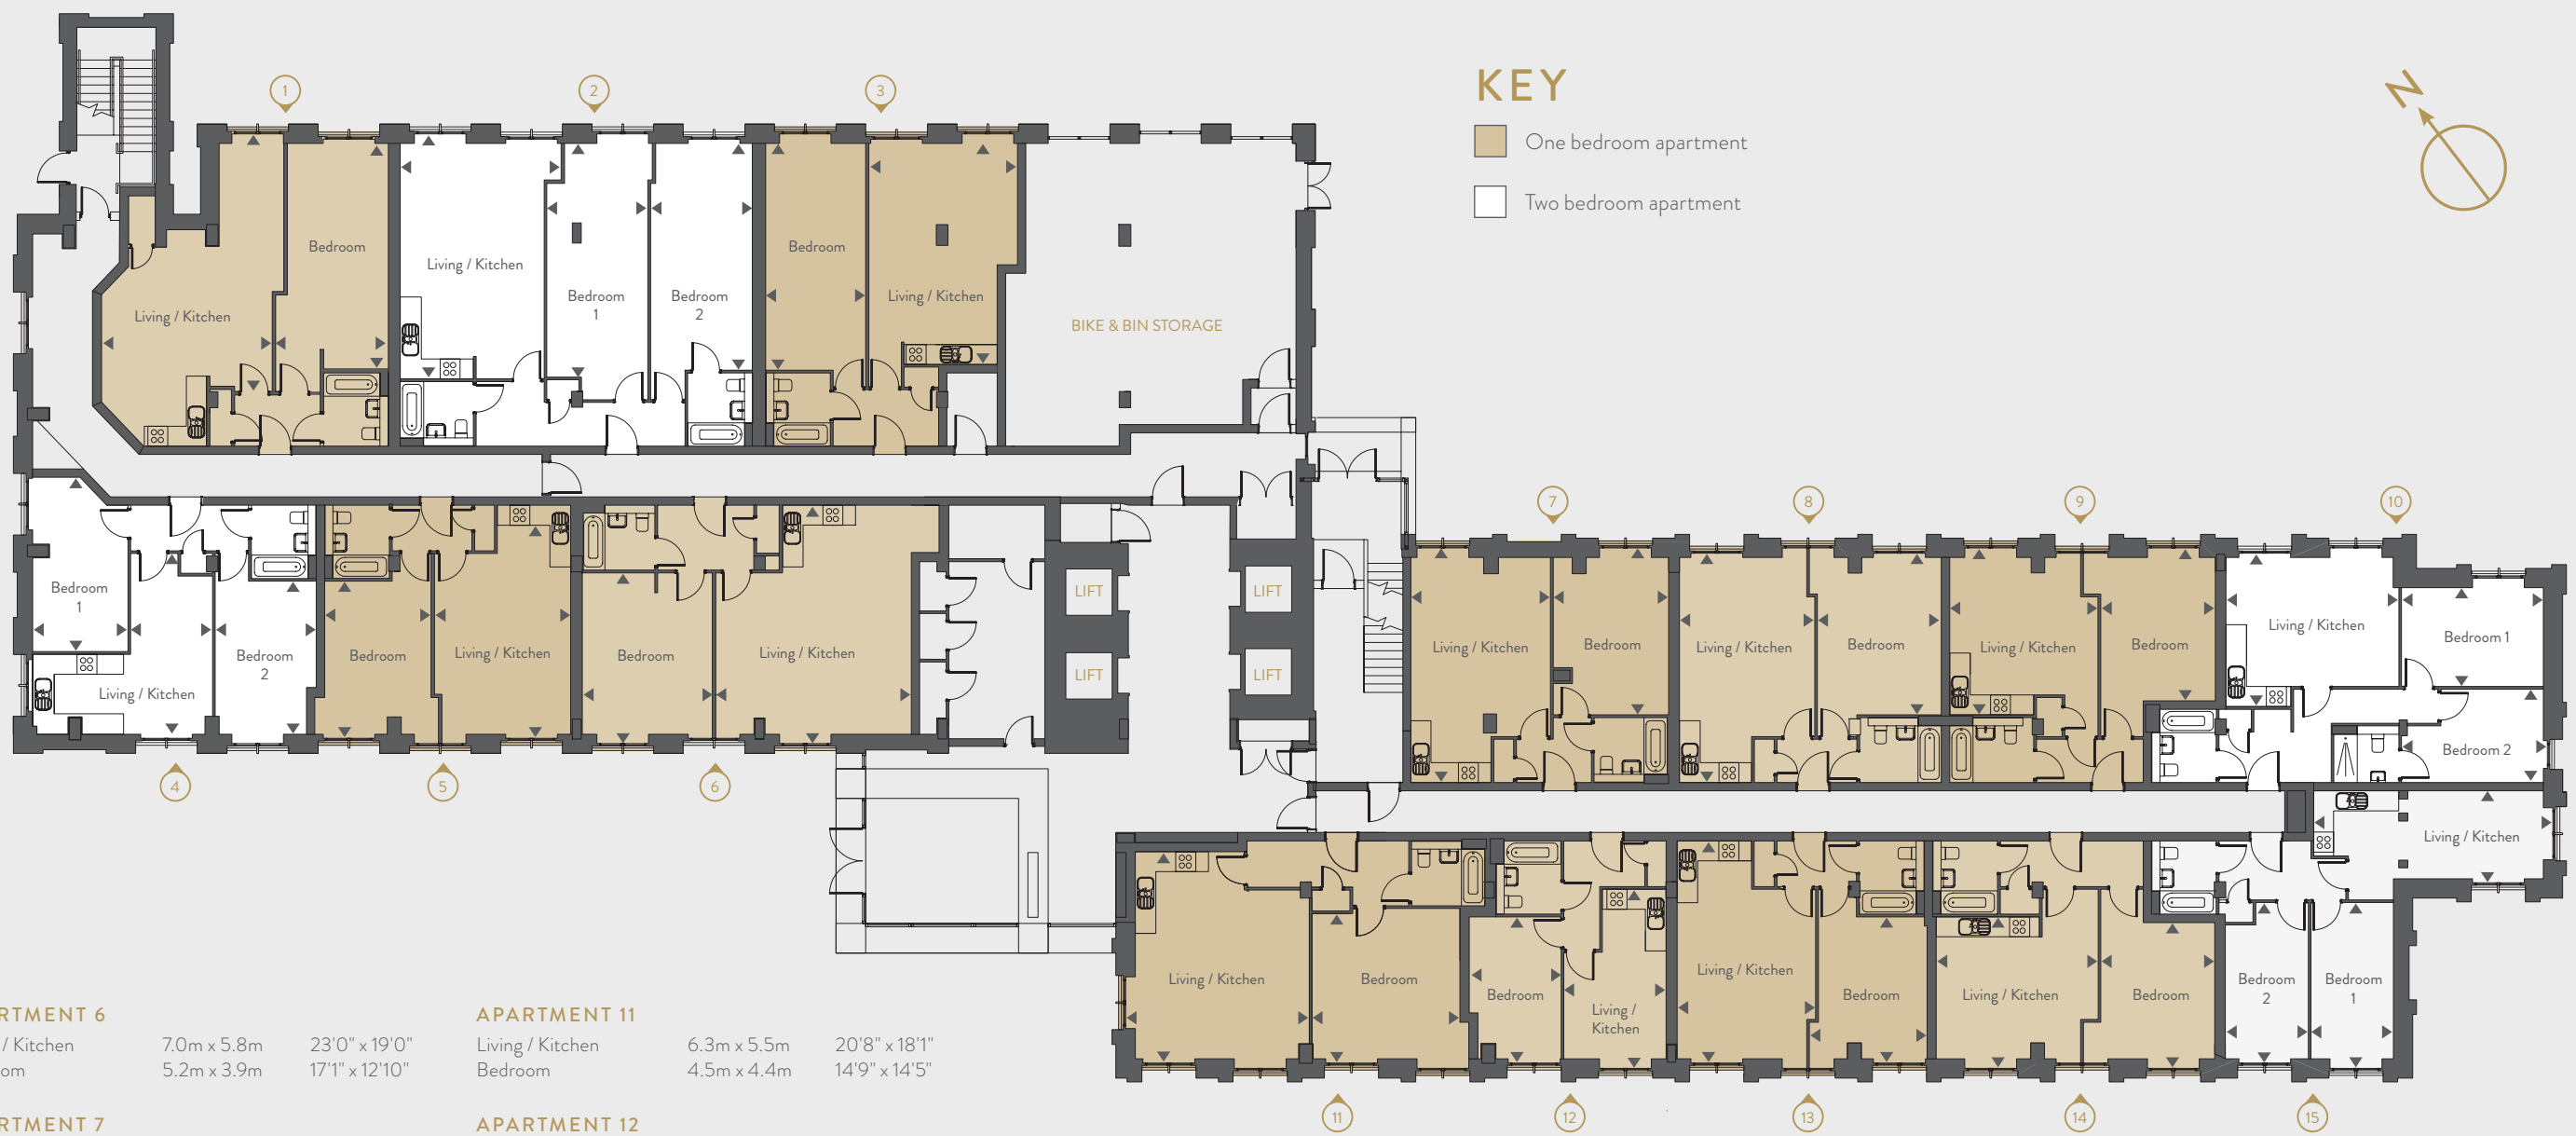 1
2
3
KEY
One bedroom apartment
Two bedroom apartment
N
Bedroom
Living / Kitchen
Living / Kitchen
Bedroom
1
Bedroom
2
Bedroom
Living / Kitchen
BIKE & BIN STORAGE
Bedroom
1
Living / Kitchen
Bedroom
2
Bedroom
Living / Kitchen
Bedroom
Living / Kitchen
LIFT
LIFT
LIFT
LIFT
4
5
6
7
8
9
10
Living / Kitchen
Bedroom
Living / Kitchen
Bedroom
Living / Kitchen
Bedroom
Living / Kitchen
Bedroom 1
Bedroom 2
Living / Kitchen
Living / Kitchen
Bedroom
Bedroom
Living /
Kitchen
Living / Kitchen
Bedroom
Living / Kitchen
Bedroom
Bedroom
2
Bedroom
1
11
12
13
14
15
RTMENT 6
/ Kitchen 7.0m x 5.8m 23'0" x 19'0"
om 5.2m x 3.9m 17'1" x 12'10"
RTMENT 7
APARTMENT 11
Living / Kitchen 6.3m x 5.5m 20'8" x 18'1"
Bedroom 4.5m x 4.4m 14'9" x 14'5"
APARTMENT 12